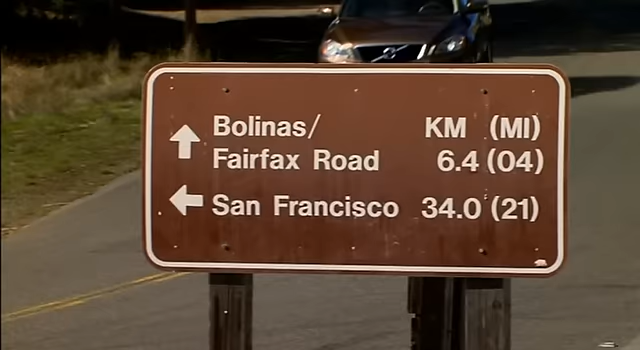 KM (MI)
Bolinas/
Fairfax Road 6.4 (04)
San Francisco 34.0 (21)